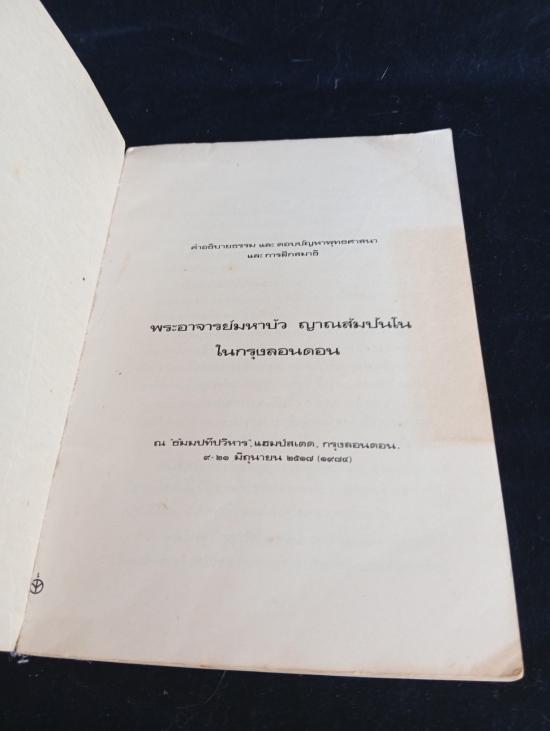 คำอธิบายธรรม และ ตอบปัญหาพุทธศาสนา
และ การฝึกสมาธิ
พระอาจารย์มหาบัว ญาณสัมปันโน
ในกรุงลอนดอน
ณ "ธัมมปทีปวิหาร", แฮมป์สเตด, กรุงลอนดอน.
๙-๒๑ มิถุนายน ๒๕๑๗ (๑๙๗๔)